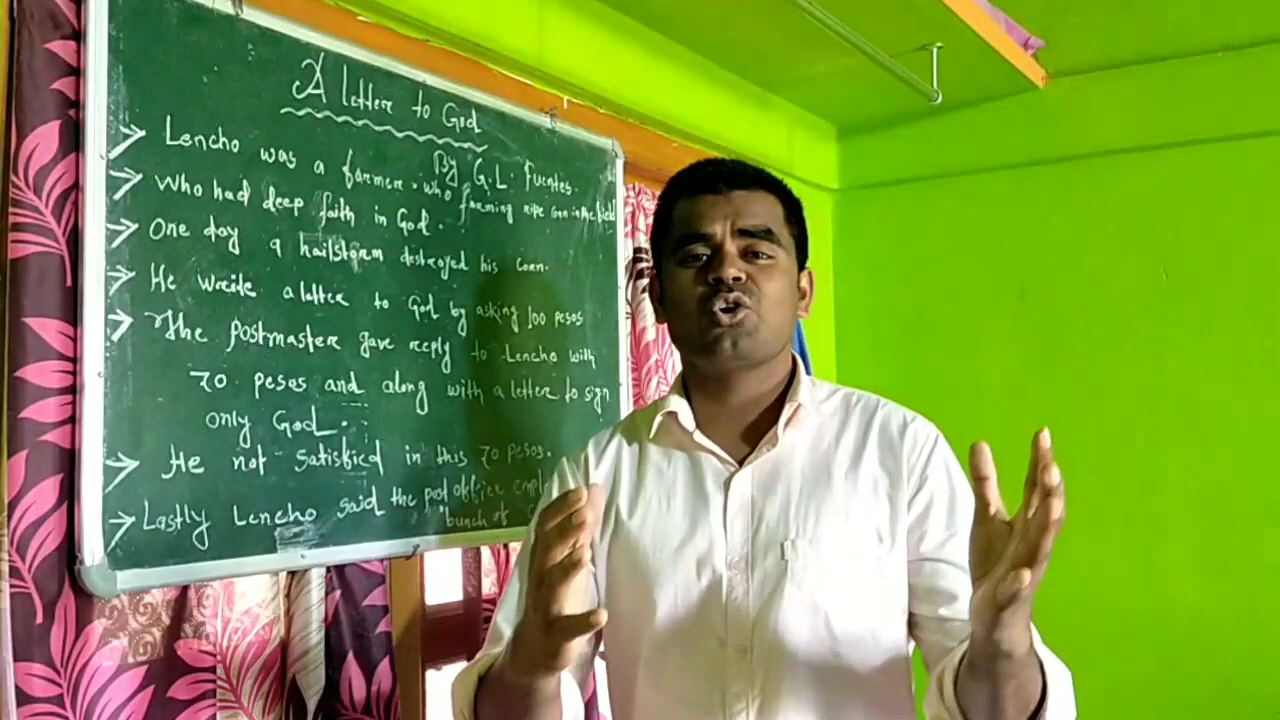 A letter to God
By G.L. Fuentes.
Lencho was a farmer, who farming ripe corn in the field
Who had deep faith in God.
One day a hailstorm destroyed his corn.
He write a letter to God by asking 100 pesos
The postmaster gave reply to Lencho with
70 pesos and along with a letter to sign
only God.
He not satisfied in this 70 pesos.
Lastly Lencho said the post office
bunch of